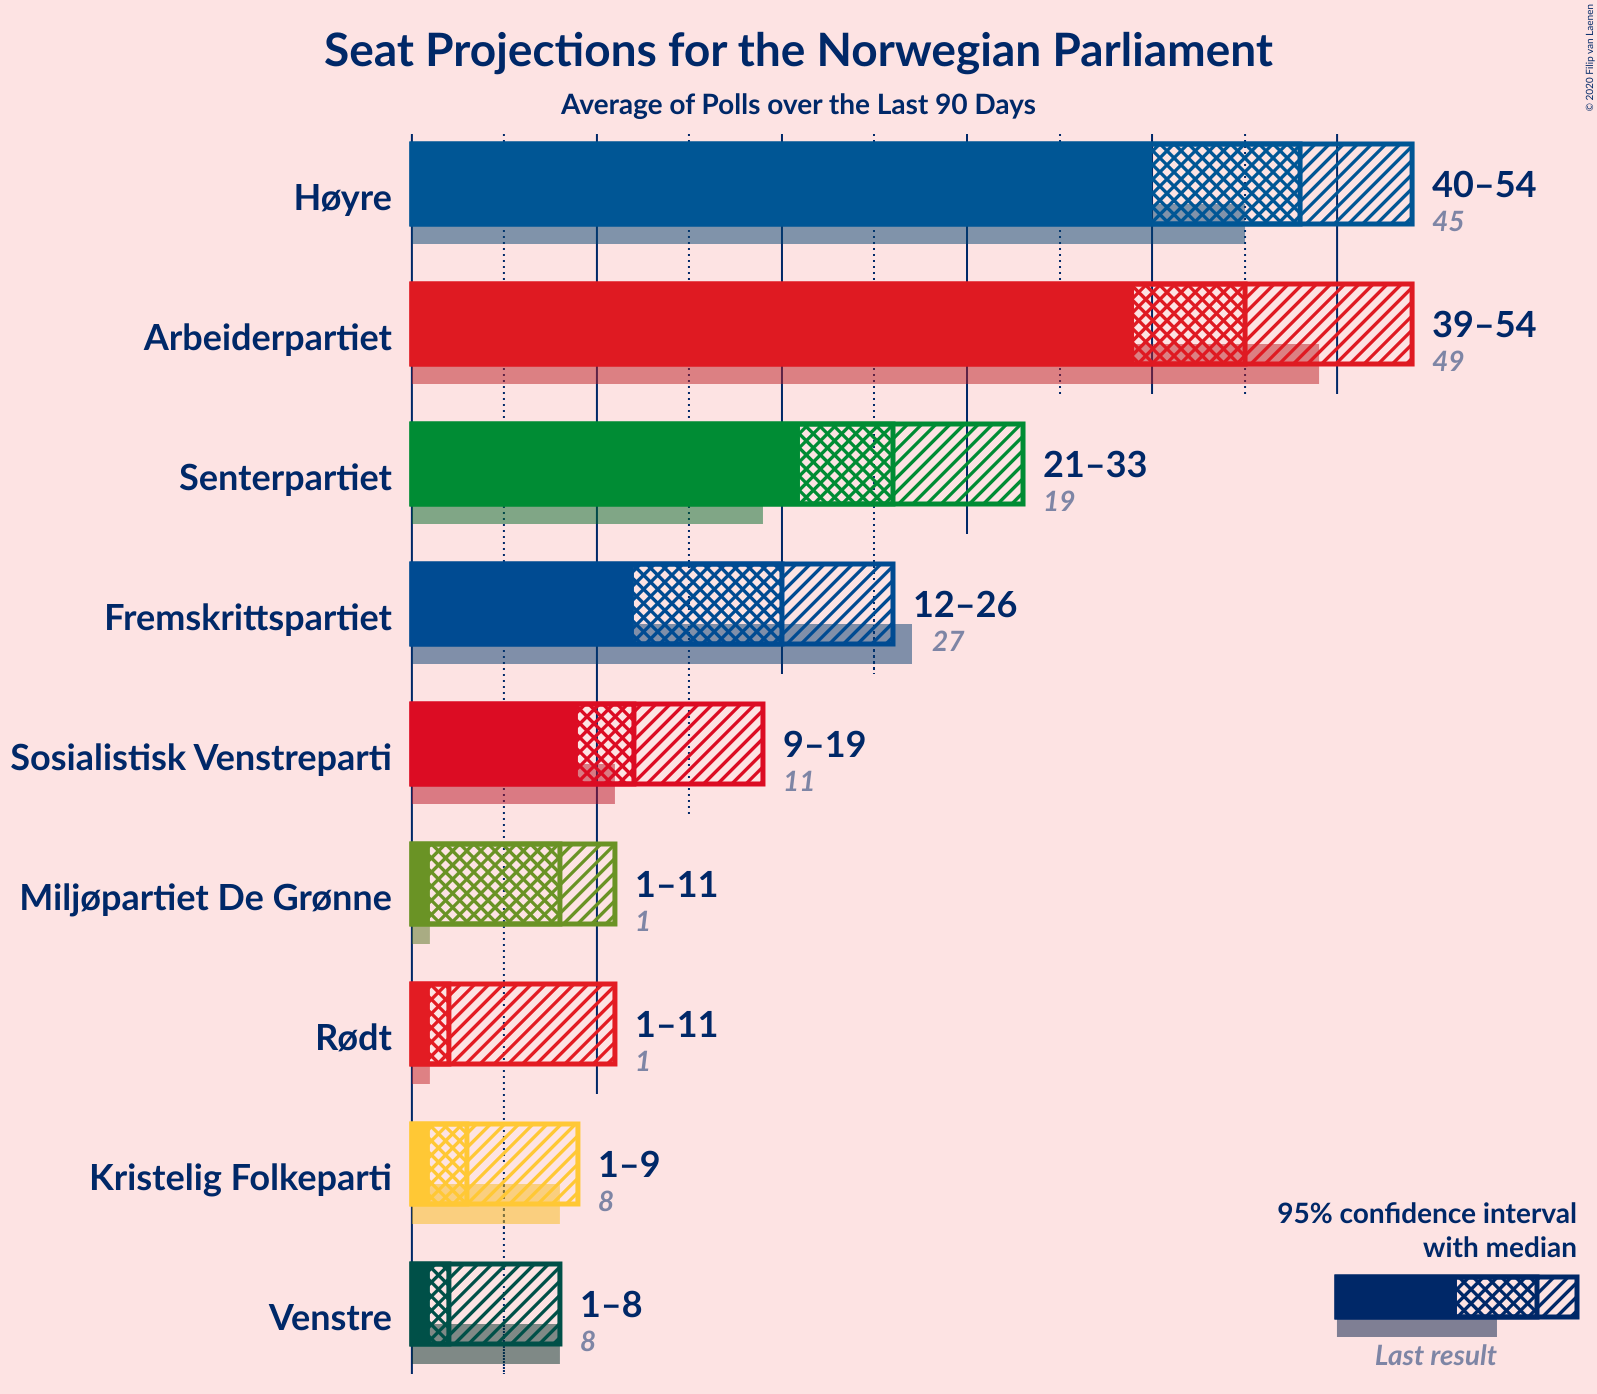 Seat Projections for the Norwegian Parliament
Average of Polls over the Last 90 Days
© 2020 Filip van Laenen
Høyre
40–54
45
Arbeiderpartiet
39–54
49
Senterpartiet
21–33
19
Fremskrittspartiet
12–26
27
Sosialistisk Venstreparti
9–19
11
Miljøpartiet De Grønne
1–11
1
Rødt
1–11
1
Kristelig Folkeparti
1–9
8
Venstre
1–8
8
95% confidence interval
with median
Last result